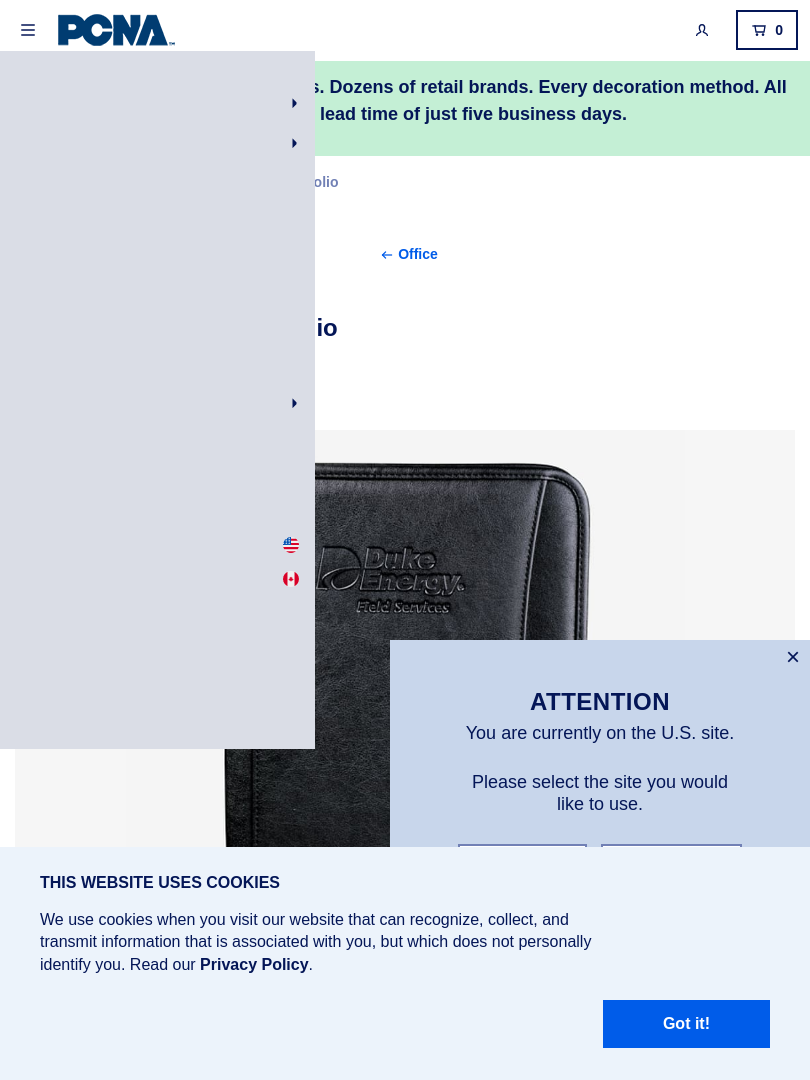 PCNA™
0
s. Dozens of retail brands. Every decoration method. All
lead time of just five business days.
olio
← Office
io
Duke
Energy®
Field Services
×
ATTENTION
You are currently on the U.S. site.
Please select the site you would
like to use.
THIS WEBSITE USES COOKIES
We use cookies when you visit our website that can recognize, collect, and
transmit information that is associated with you, but which does not personally
identify you. Read our Privacy Policy.
Got it!